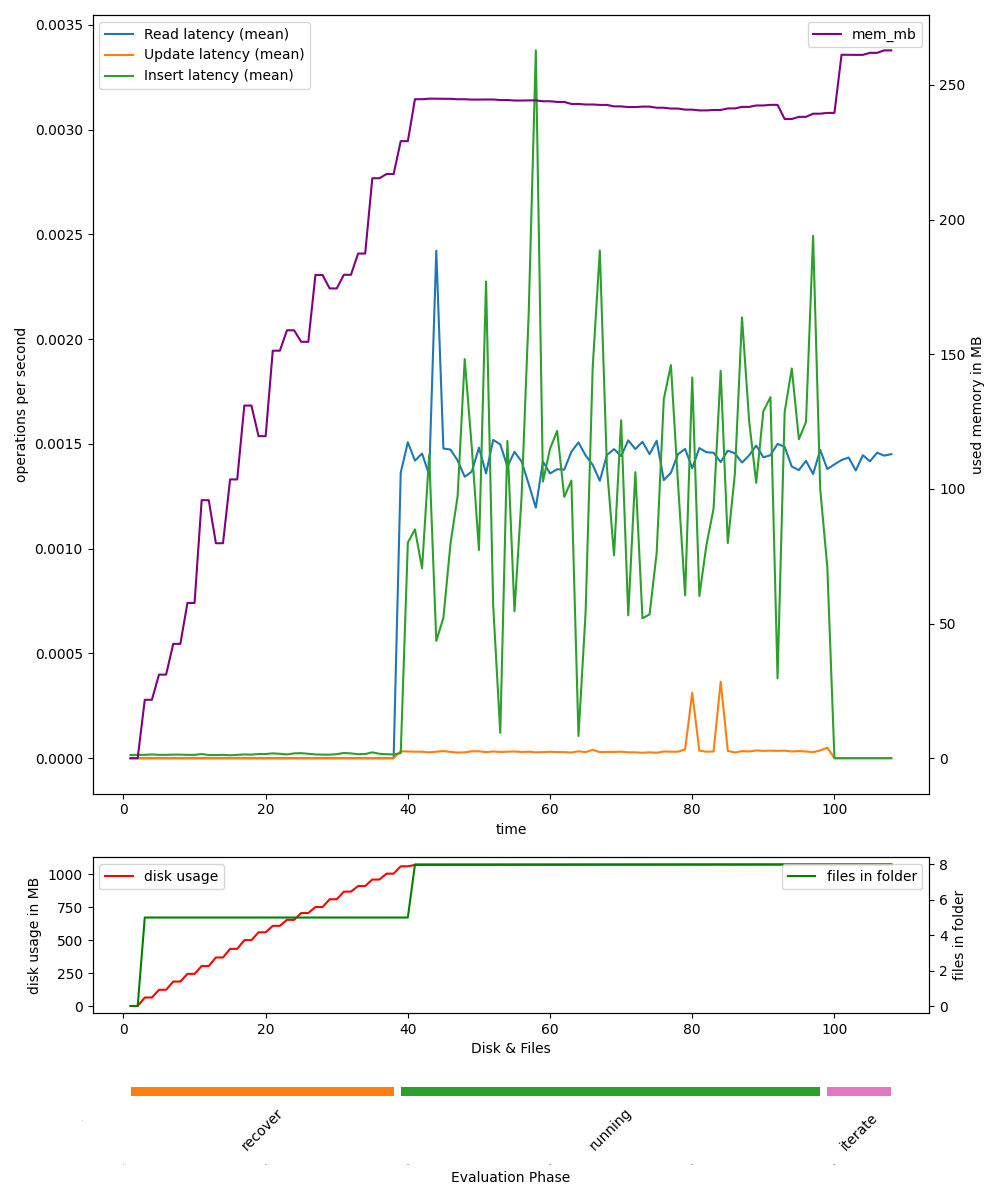 Read latency (mean)
Update latency (mean)
Insert latency (mean)
mem_mb
0.0035
0.0030
0.0025
0.0020
0.0015
0.0010
0.0005
0.0000
operations per second
250
200
150
100
50
0
used memory in MB
0 20 40 60 80 100
time
disk usage
files in folder
1000
750
500
250
0
disk usage in MB
8
6
4
2
0
files in folder
0 20 40 60 80 100
Disk & Files
recover
running
iterate
Evaluation Phase